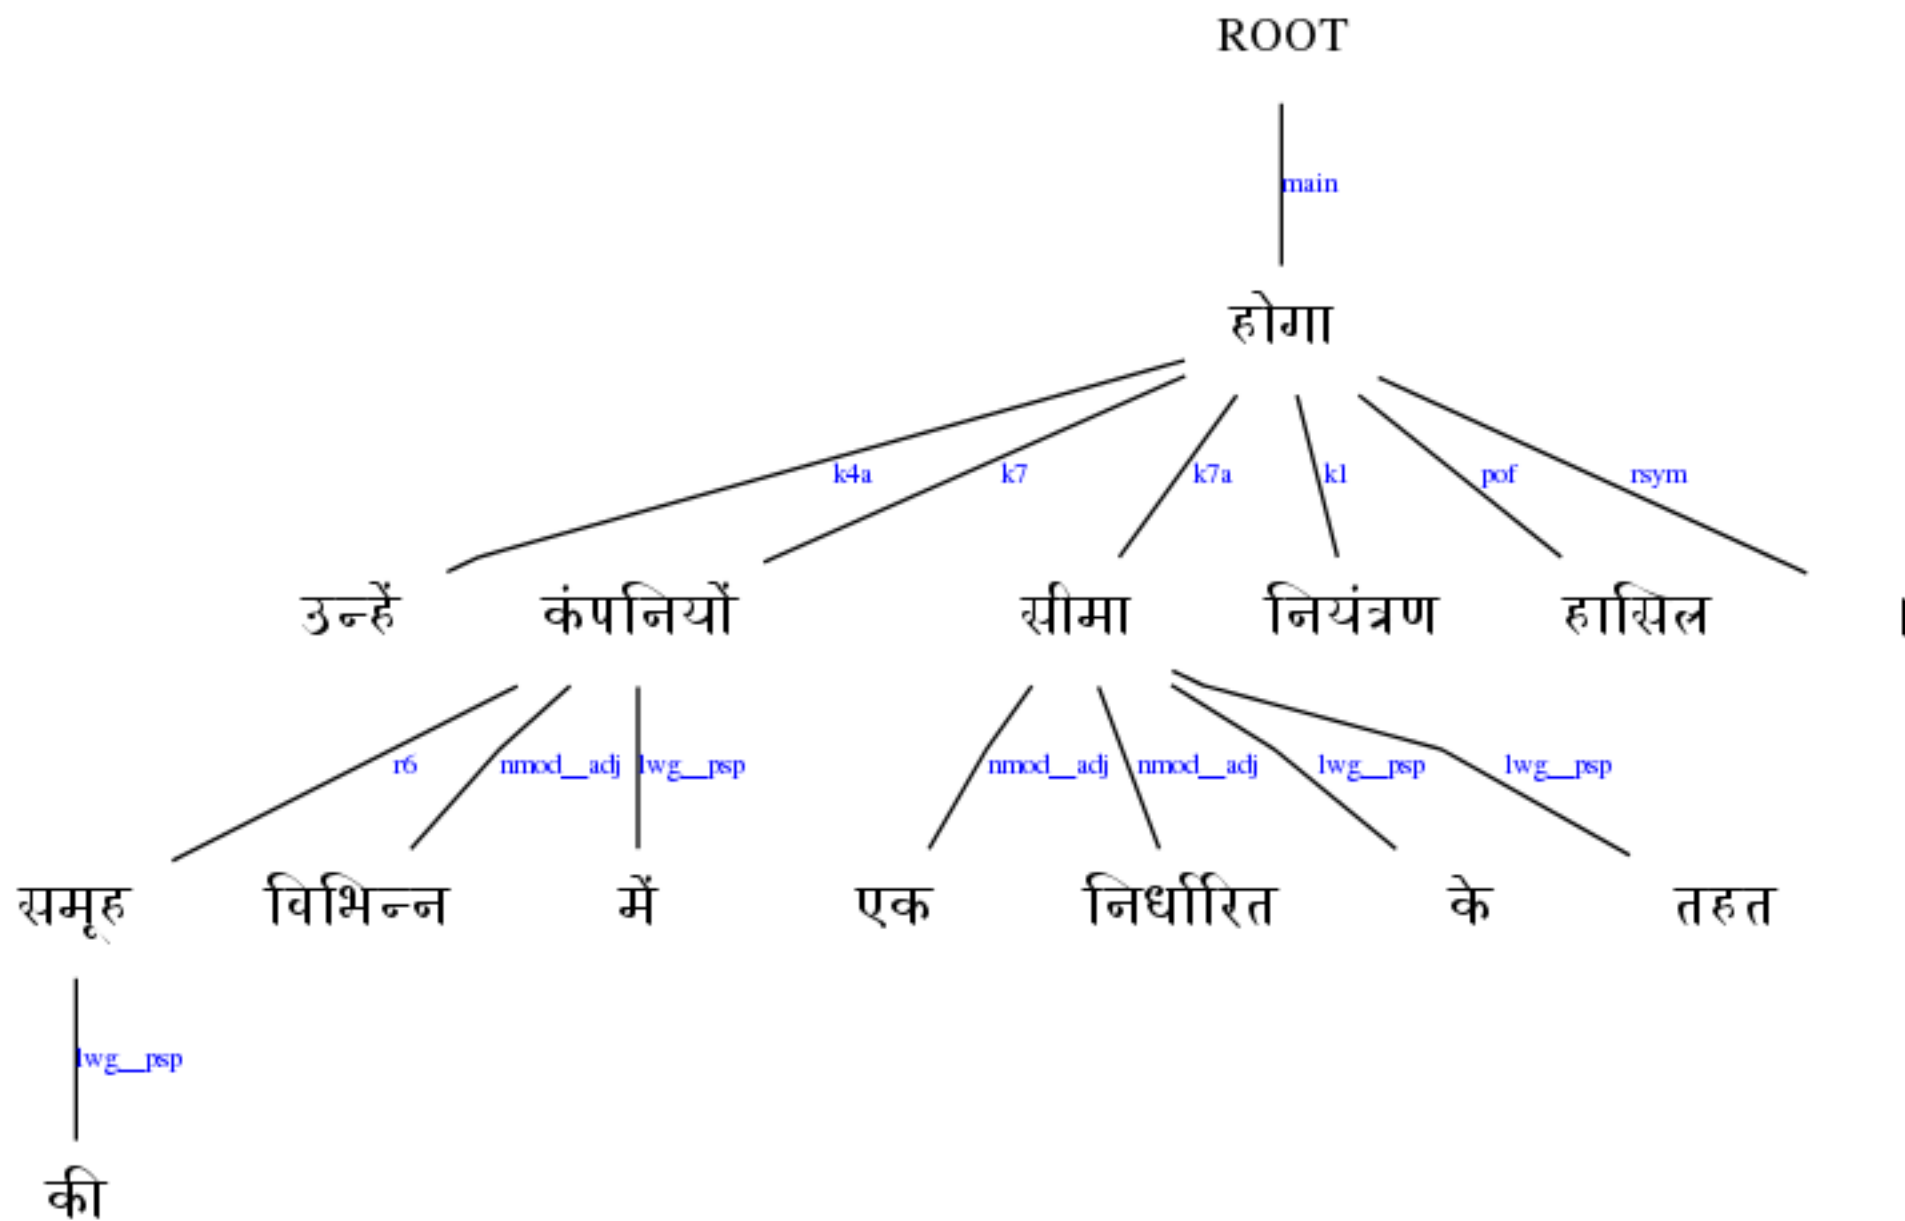 ROOT
main
होगा
k4a k7 k7a k1 pof rsym
उन्हें कंपनियों सीमा नियंत्रण हासिल ।
r6 nmod__adj lwg__psp nmod__adj nmod__adj lwg__psp lwg__psp
समूह विभिन्न में एक निर्धारित के तहत
lwg__psp
की